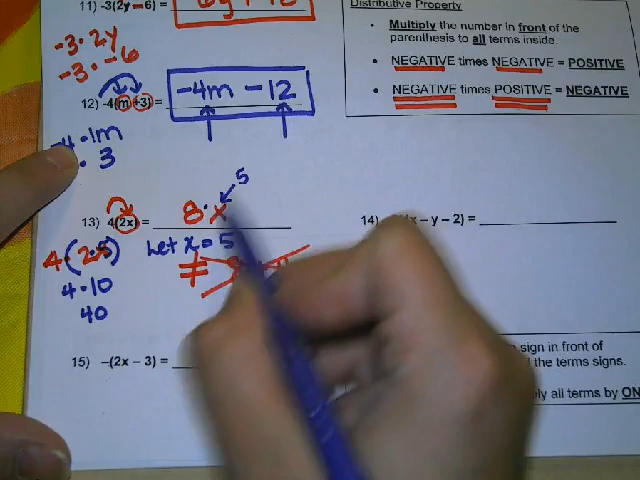 11) -3(2y – 6) =
-3 · 2y
-3 · -6
Distributive Property
• Multiply the number in front of the
parenthesis to all terms inside.
• NEGATIVE times NEGATIVE = POSITIVE
• NEGATIVE times POSITIVE = NEGATIVE
12) -4(m + 3) =
-4m - 12
-4 · 1m
· 3
13) 4(2x) =
8 · x
5
Let x = 5
4 · (2 · 5)
4 · 10
40
≠
14)
x – y – 2) =
15) –(2x – 3) =
sign in front of
the terms signs.
all terms by ON